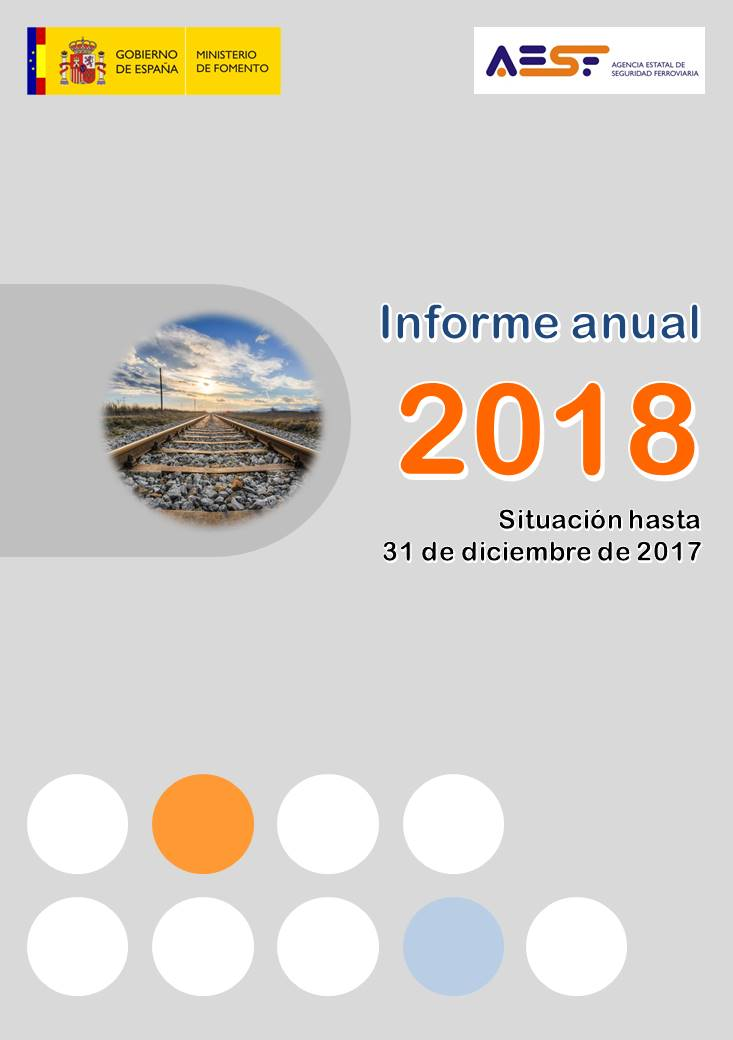 GOBIERNO
DE ESPAÑA
MINISTERIO
DE FOMENTO
AESF
AGENCIA ESTATAL DE
SEGURIDAD FERROVIARIA
Informe anual
2018
Situación hasta
31 de diciembre de 2017